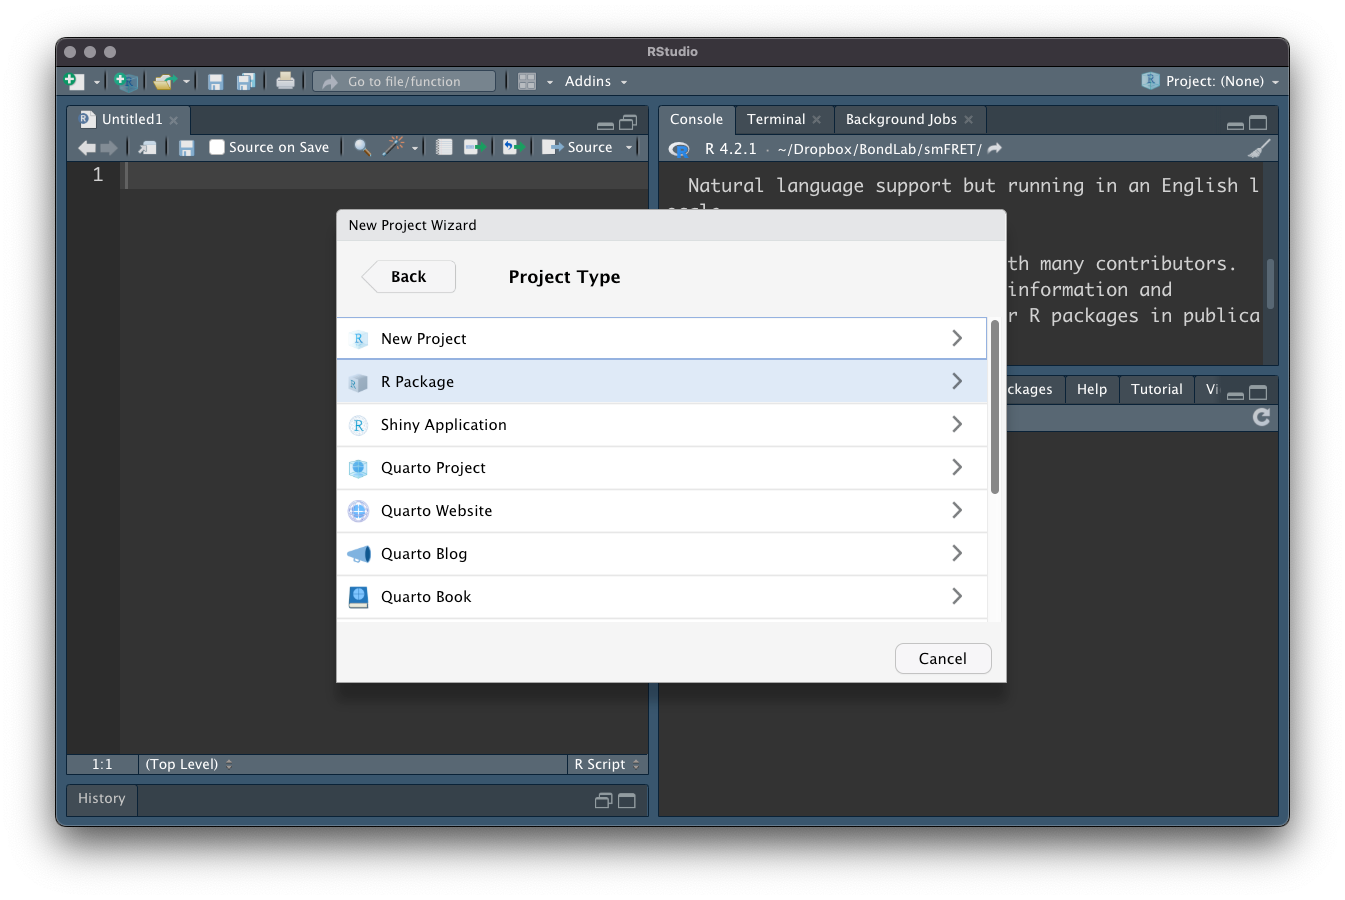 RStudio
Go to file/function
Addins
Project: (None)
Untitled1
Source on Save
Source
1
1:1
(Top Level)
R Script
History
Console
Terminal
Background Jobs
R 4.2.1 · ~/Dropbox/BondLab/smFRET/
Natural language support but running in an English l
th many contributors.
information and
r R packages in publica
ckages
Help
Tutorial
New Project Wizard
Back
Project Type
New Project
R Package
Shiny Application
Quarto Project
Quarto Website
Quarto Blog
Quarto Book
Cancel